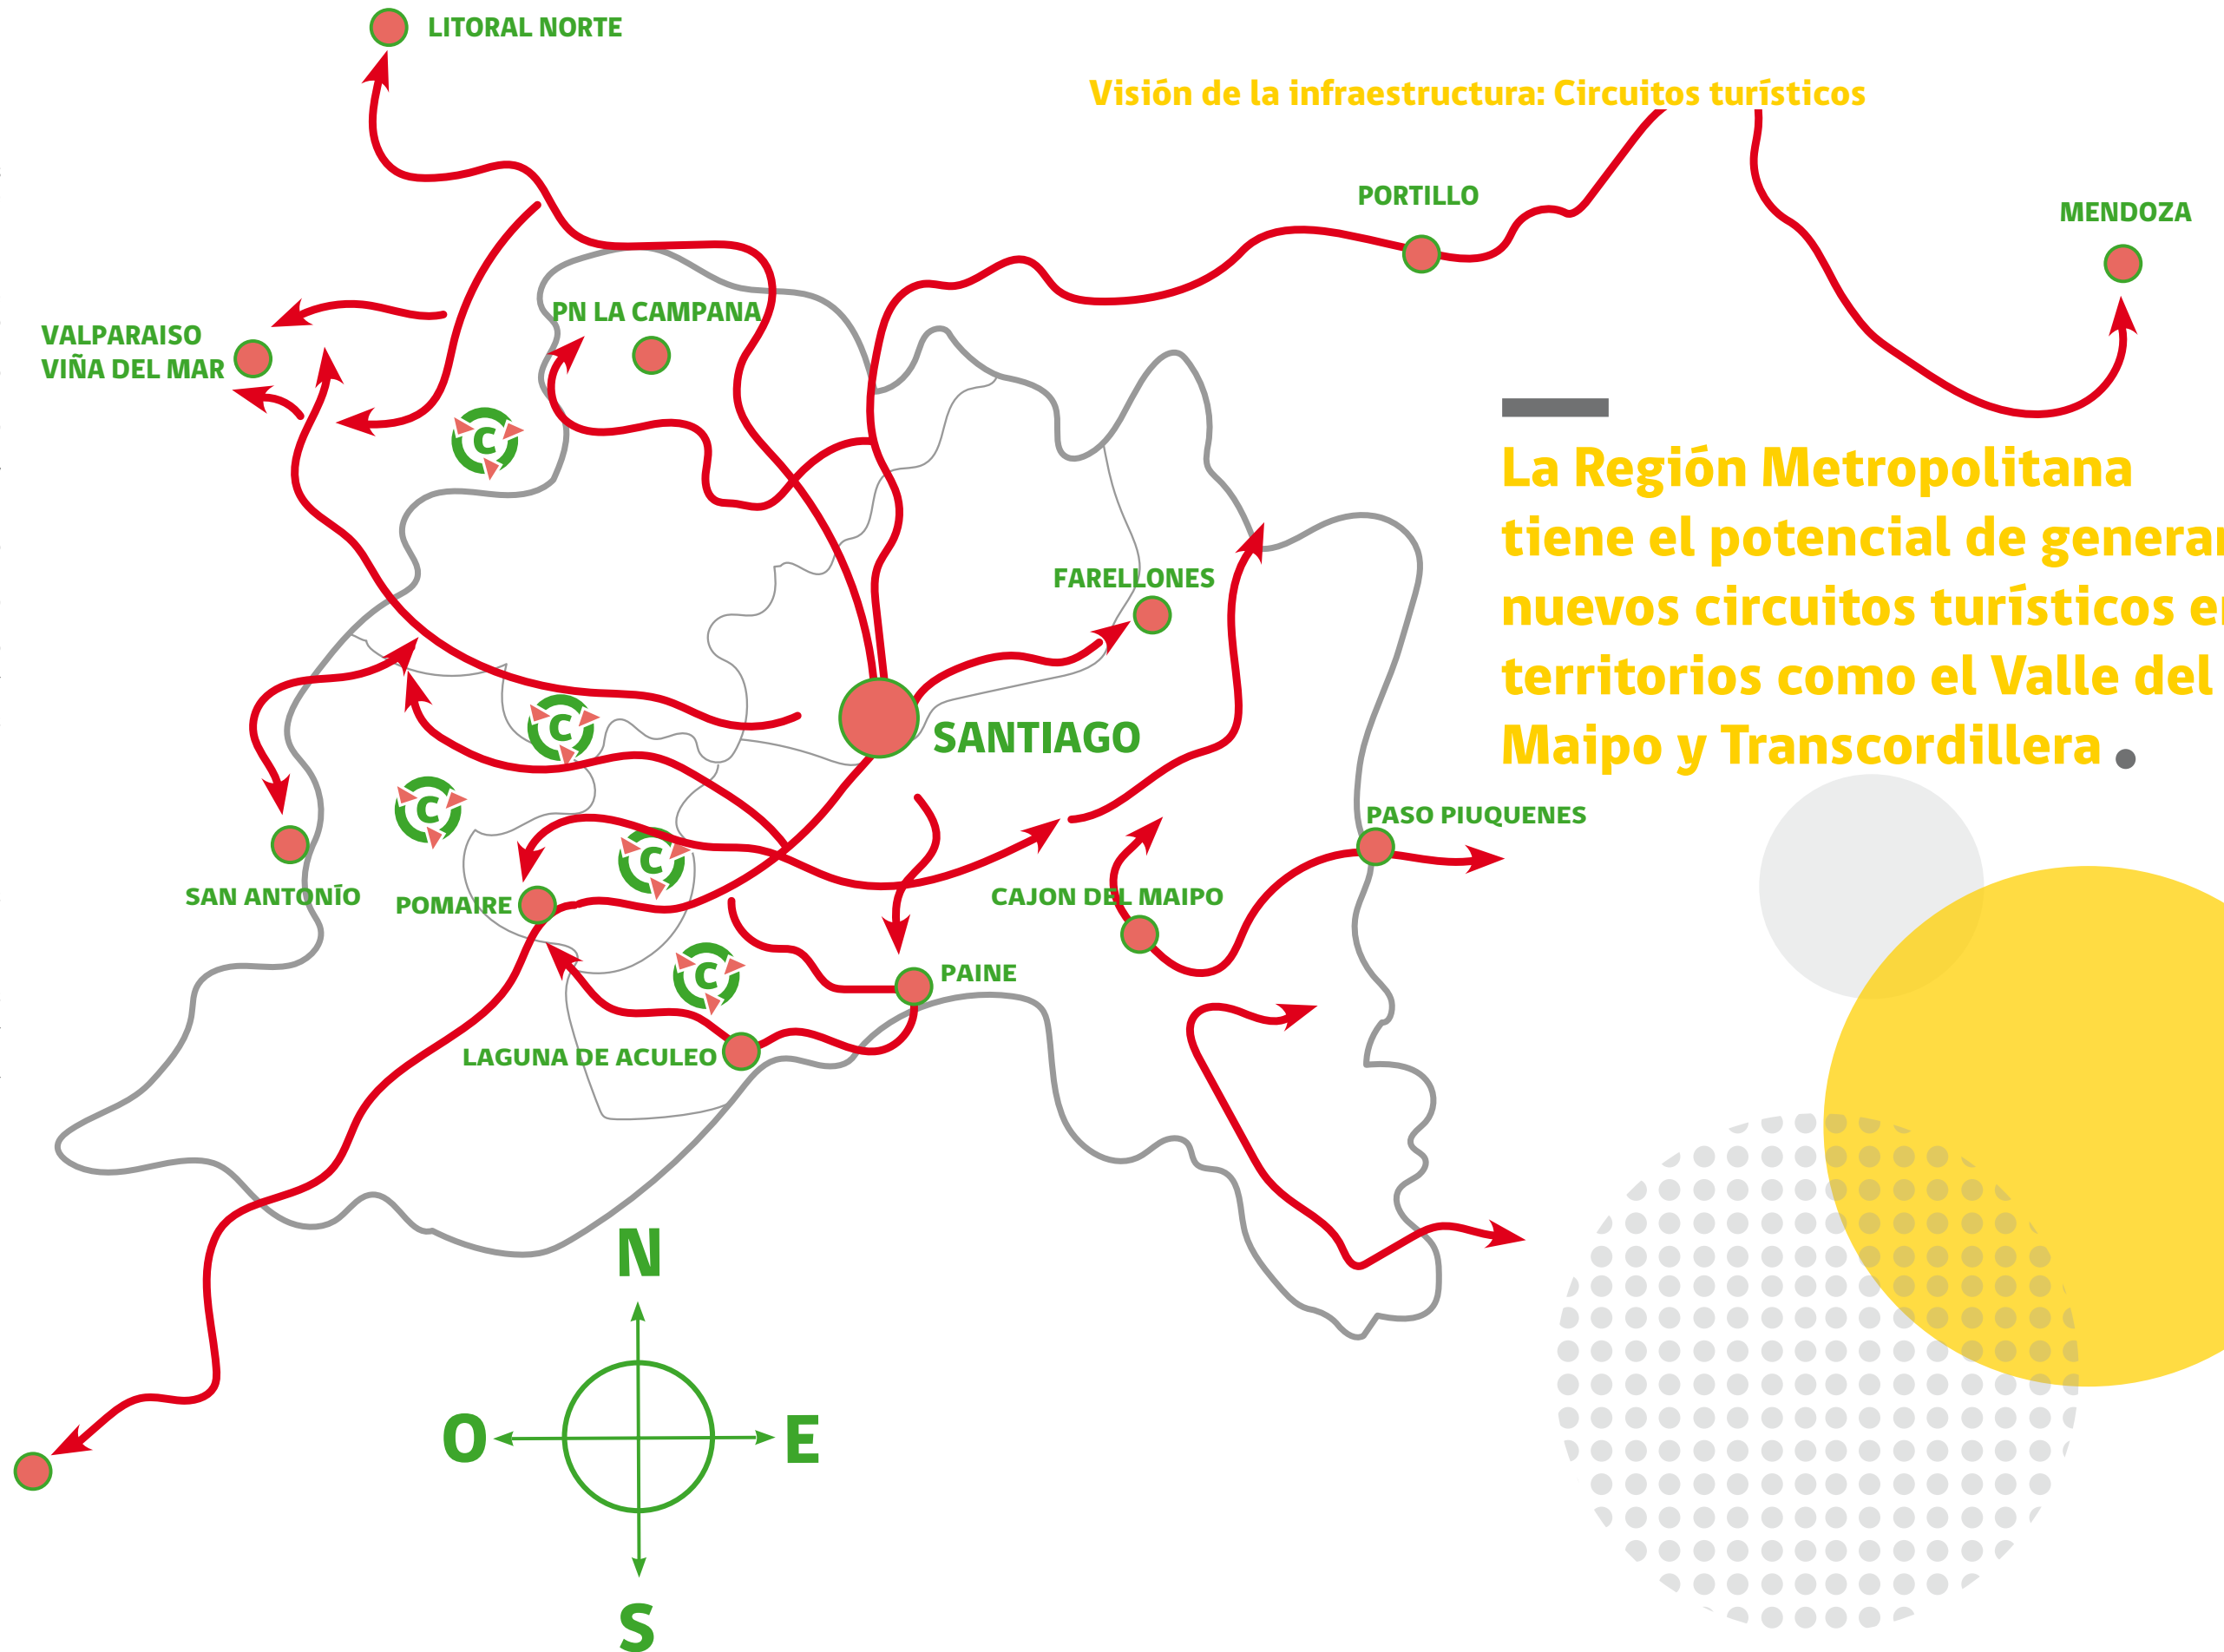 LITORAL NORTE
Visión de la infraestructura: Circuitos turísticos
PORTILLO
MENDOZA
PN LA CAMPANA
VALPARAISO
VIÑA DEL MAR
C
La Región Metropolitana
tiene el potencial de generar
nuevos circuitos turísticos en
territorios como el Valle del
Maipo y Transcordillera
FARELLONES
SANTIAGO
C
C
PASO PIUQUENES
C
SAN ANTONÍO
POMAIRE
CAJON DEL MAIPO
C
PAINE
LAGUNA DE ACULEO
N
O
E
S